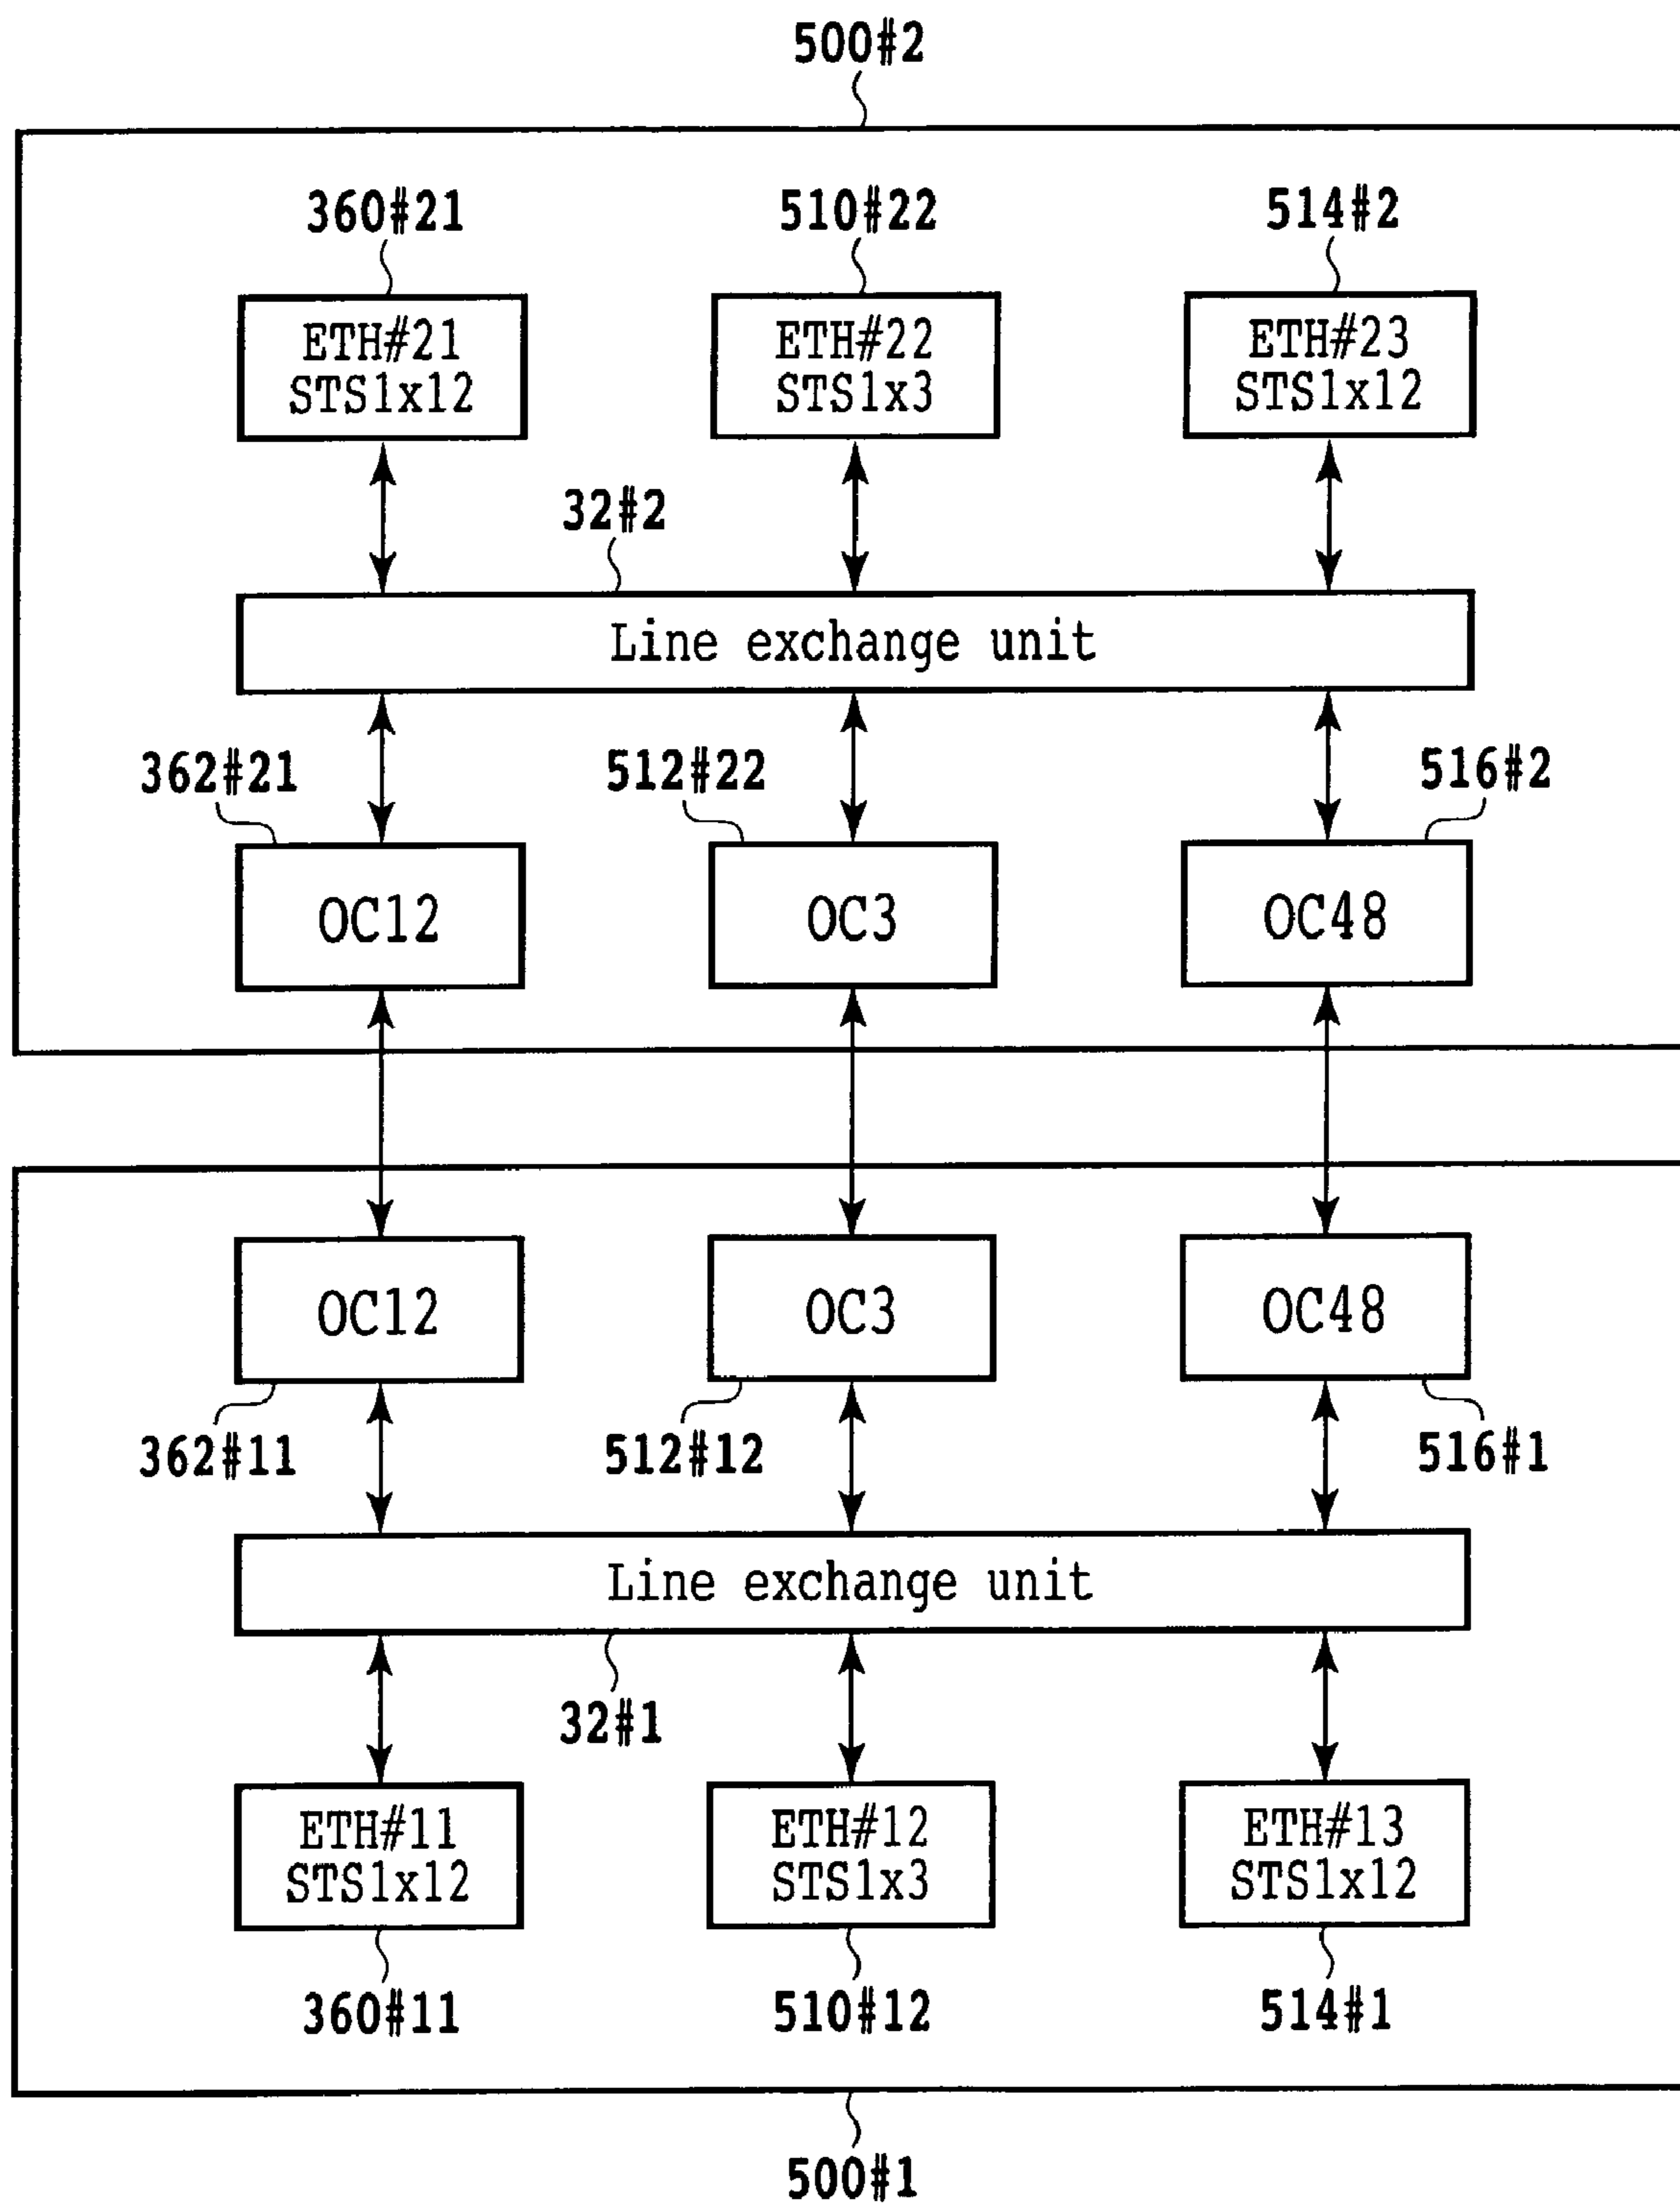 500#2
360#21 510#22 514#2
ETH#21 ETH#22 ETH#23
STS1x12 STS1x3 STS1x12
32#2
Line exchange unit
362#21 512#22 516#2
OC12 OC3 OC48
OC12 OC3 OC48
362#11 512#12 516#1
Line exchange unit
32#1
ETH#11 ETH#12 ETH#13
STS1x12 STS1x3 STS1x12
360#11 510#12 514#1
500#1